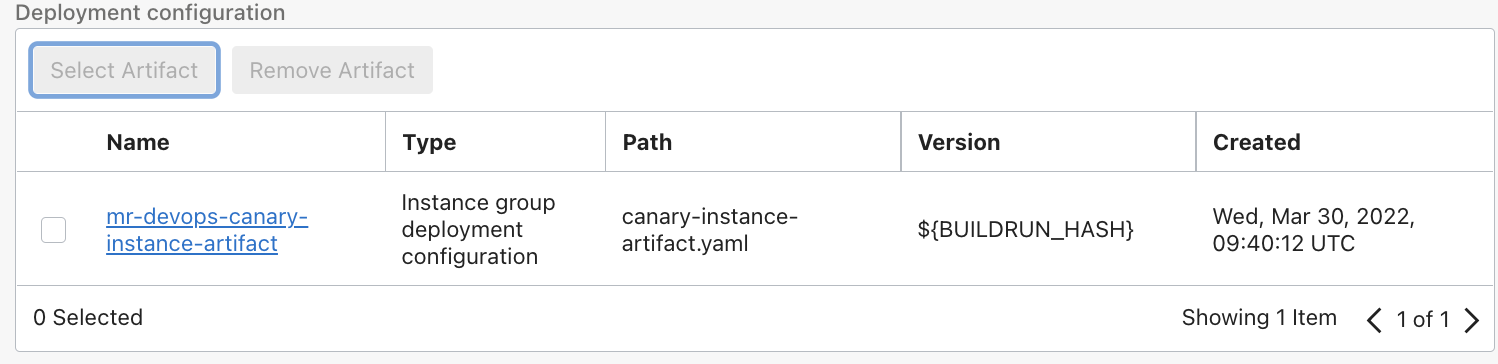 Deployment configuration
Select Artifact
Remove Artifact
Name
Type
Path
Version
Created
mr-devops-canary-
instance-artifact
Instance group
deployment
configuration
canary-instance-
artifact.yaml
${BUILDRUN_HASH}
Wed, Mar 30, 2022,
09:40:12 UTC
0 Selected
Showing 1 Item
1 of 1